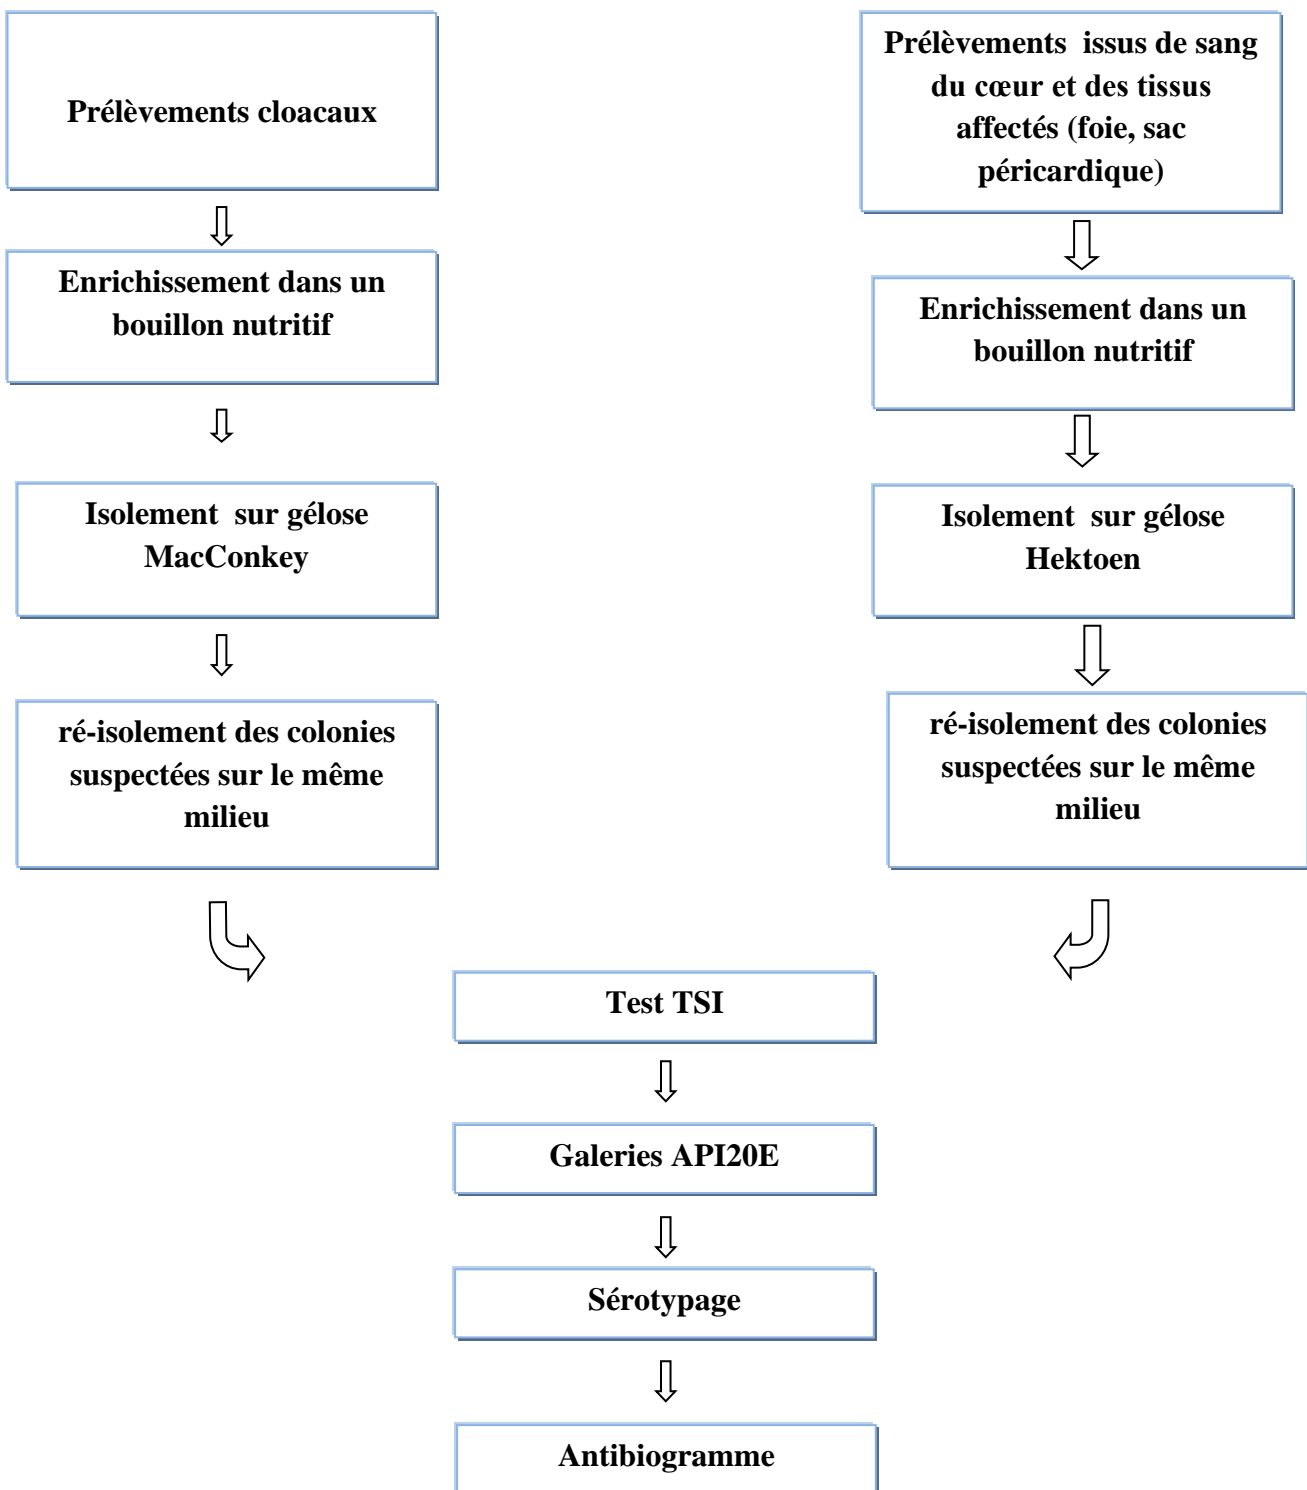 Prélèvements cloacaux
Enrichissement dans un
bouillon nutritif
Isolement sur gélose
MacConkey
ré-isolement des colonies
suspectées sur le même
milieu
Prélèvements issus de sang
du cœur et des tissus
affectés (foie, sac
péricardique)
Enrichissement dans un
bouillon nutritif
Isolement sur gélose
Hektoen
ré-isolement des colonies
suspectées sur le même
milieu
Test TSI
Galeries API20E
Sérotypage
Antibiogramme